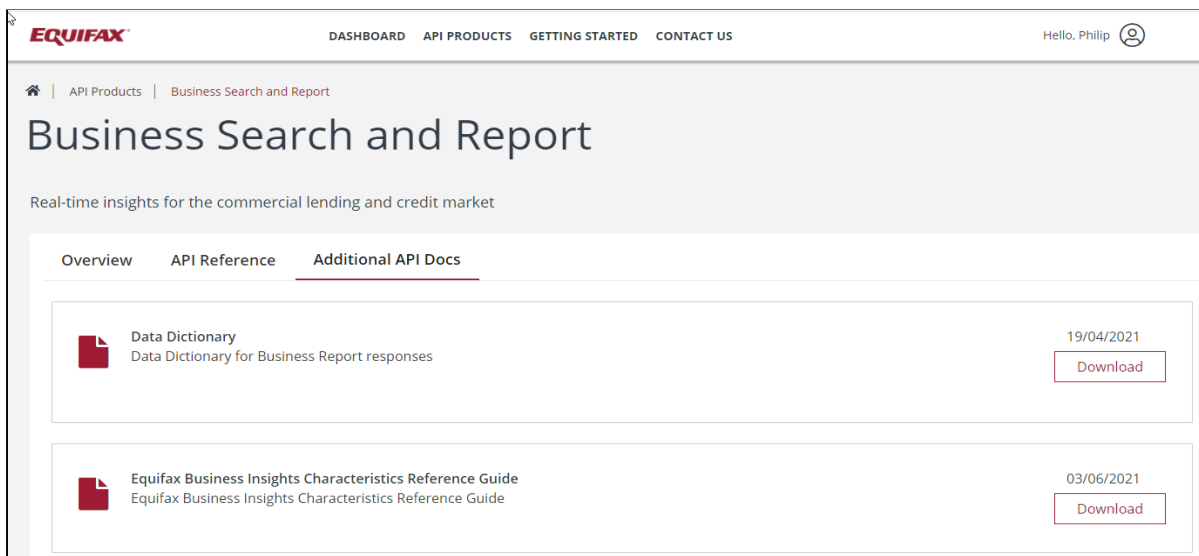 EQUIFAX
DASHBOARD API PRODUCTS GETTING STARTED CONTACT US
Hello, Philip
API Products | Business Search and Report
Business Search and Report
Real-time insights for the commercial lending and credit market
Overview API Reference Additional API Docs
Data Dictionary
Data Dictionary for Business Report responses
19/04/2021
Download
Equifax Business Insights Characteristics Reference Guide
Equifax Business Insights Characteristics Reference Guide
03/06/2021
Download